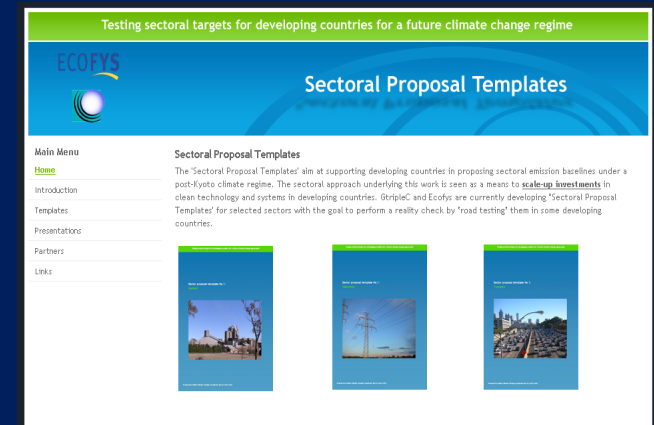 Testing sectoral targets for developing countries for a future climate change regime
ECOFYS
Sectoral Proposal Templates
Main Menu
Home
Introduction
Templates
Presentations
Partners
Links
Sectoral Proposal Templates
The 'Sectoral Proposal Templates' aim at supporting developing countries in proposing sectoral emission baselines under a
post-Kyoto climate regime. The sectoral approach underlying this work is seen as a means to scale-up investments in
clean technology and systems in developing countries. GtripleC and Ecofys are currently developing "Sectoral Proposal
Templates' for selected sectors with the goal to perform a reality check by "road testing" them in some developing
countries.